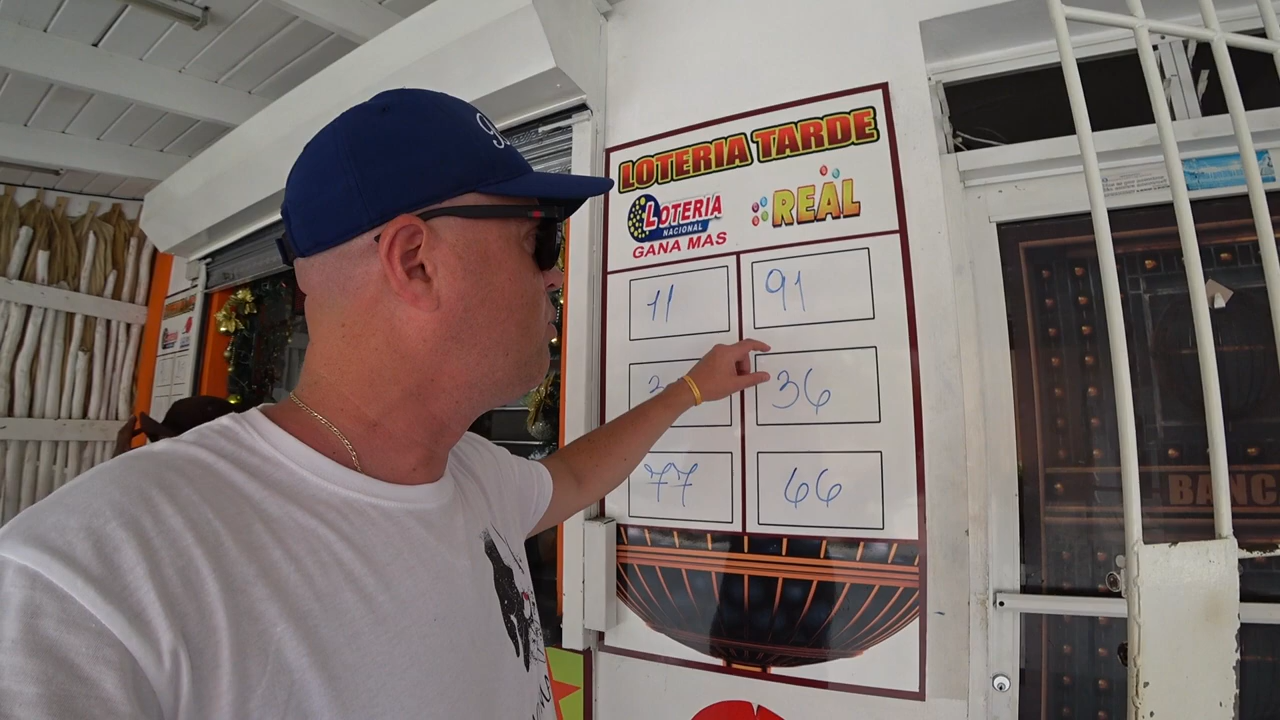 LOTERIA TARDE
LOTERIA
NACIONAL
GANA MAS
REAL
11
91
36
77
66
BANC